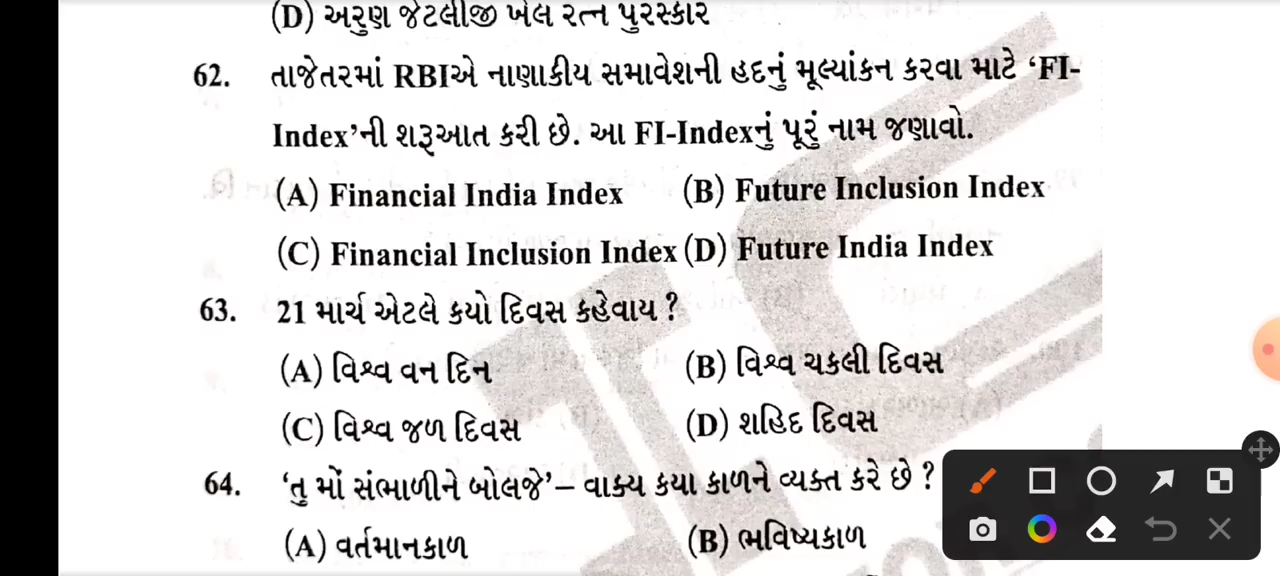 (D) અરુણ જેટલીજી ખેલ રત્ન પુરસ્કાર
62. તાજેતરમાં RBIએ નાણાકીય સમાવેશની હદનું મૂલ્યાંકન કરવા માટે ‘FI-
Index’ની શરૂઆત કરી છે. આ FI-Indexનું પૂરું નામ જણાવો.
(A) Financial India Index (B) Future Inclusion Index
(C) Financial Inclusion Index (D) Future India Index
63. 21 માર્ચ એટલે કયો દિવસ કહેવાય ?
(A) વિશ્વ વન દિન (B) વિશ્વ ચકલી દિવસ
(C) વિશ્વ જળ દિવસ (D) શહિદ દિવસ
64. ‘તુ મોં સંભાળીને બોલજે’ – વાક્ય કયા કાળને વ્યક્ત કરે છે ?
(A) વર્તમાનકાળ (B) ભવિષ્યકાળ